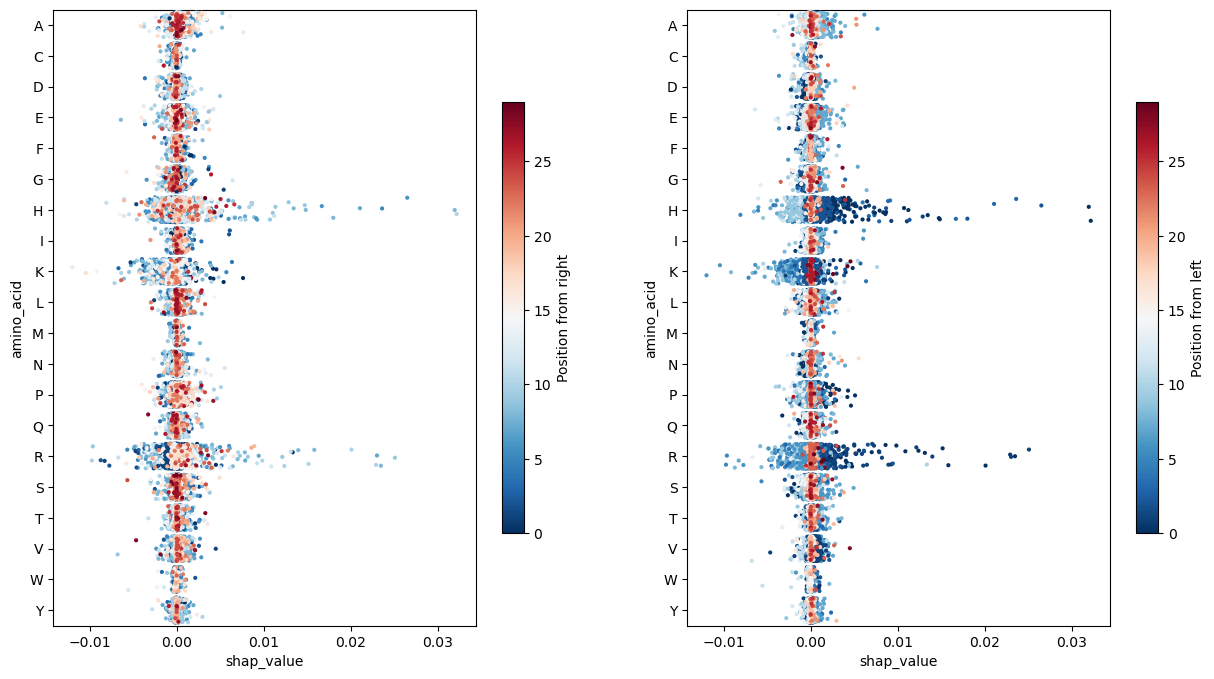 A
C
D
E
F
G
H
I
K
L
M
N
P
Q
R
S
T
V
W
Y
amino_acid
−0.01 0.00 0.01 0.02 0.03
shap_value
25
20
15
10
5
0
Position from right
A
C
D
E
F
G
H
I
K
L
M
N
P
Q
R
S
T
V
W
Y
amino_acid
−0.01 0.00 0.01 0.02 0.03
shap_value
25
20
15
10
5
0
Position from left